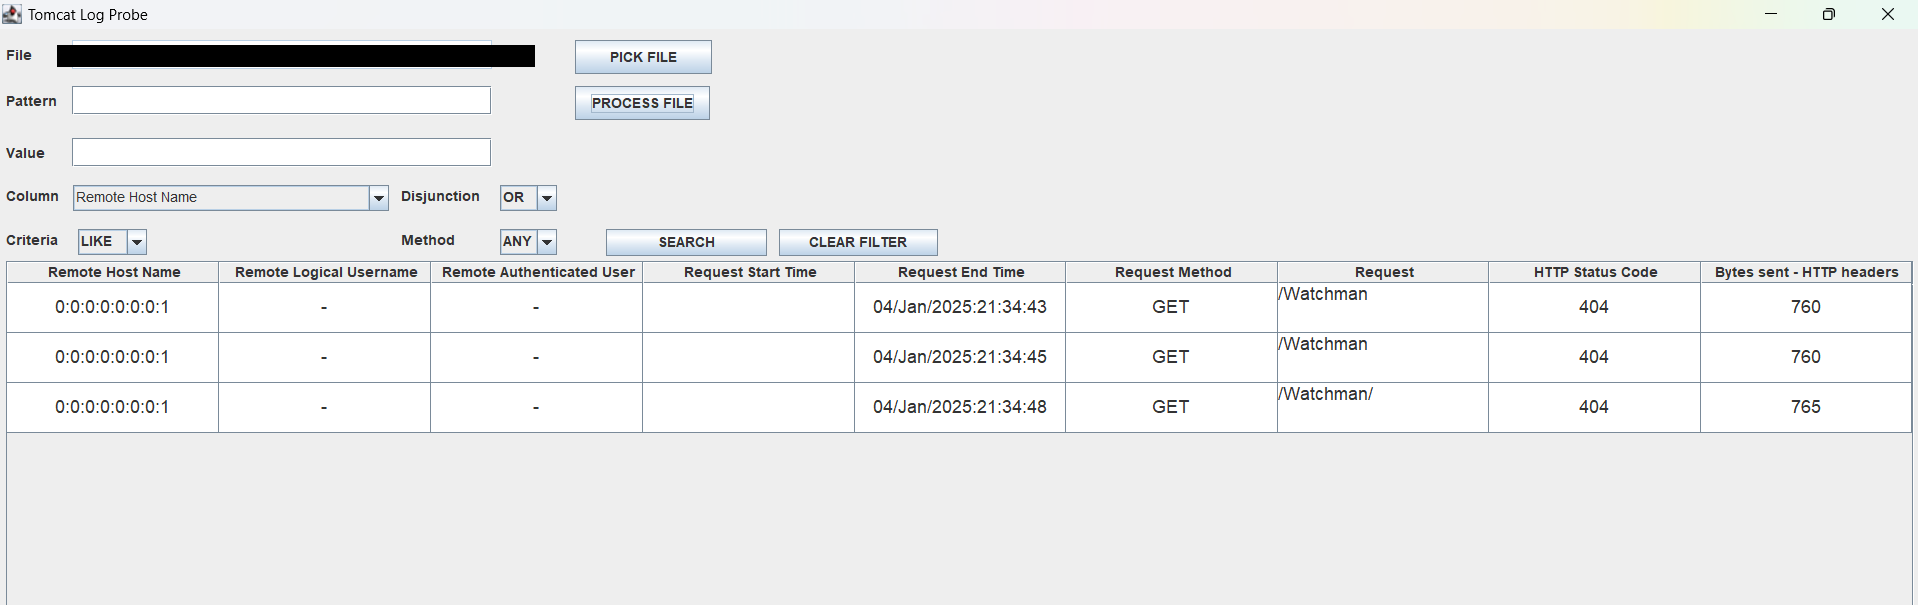 Tomcat Log Probe
File PICK FILE
Pattern PROCESS FILE
Value
Column Remote Host Name Disjunction OR
Criteria LIKE Method ANY SEARCH CLEAR FILTER
Remote Host Name Remote Logical Username Remote Authenticated User Request Start Time Request End Time Request Method Request HTTP Status Code Bytes sent - HTTP headers
0:0:0:0:0:0:0:1 - - 04/Jan/2025:21:34:43 GET /Watchman 404 760
0:0:0:0:0:0:0:1 - - 04/Jan/2025:21:34:45 GET /Watchman 404 760
0:0:0:0:0:0:0:1 - - 04/Jan/2025:21:34:48 GET /Watchman/ 404 765